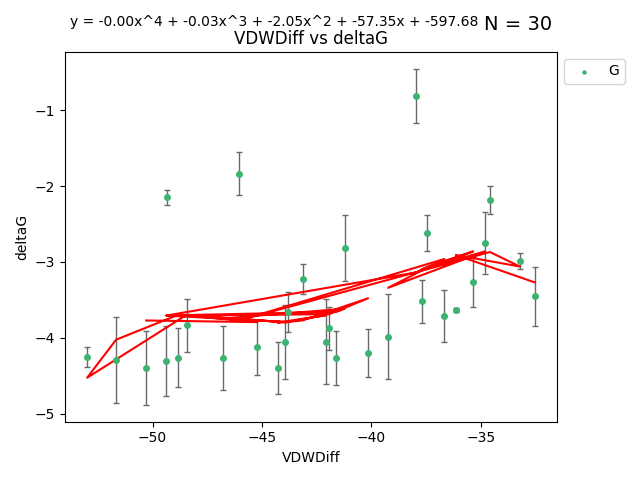 y = -0.00x^4 + -0.03x^3 + -2.05x^2 + -57.35x + -597.68 N = 30
VDWDiff vs deltaG
G
deltaG
−1
−2
−3
−4
−5
−50 −45 −40 −35
VDWDiff